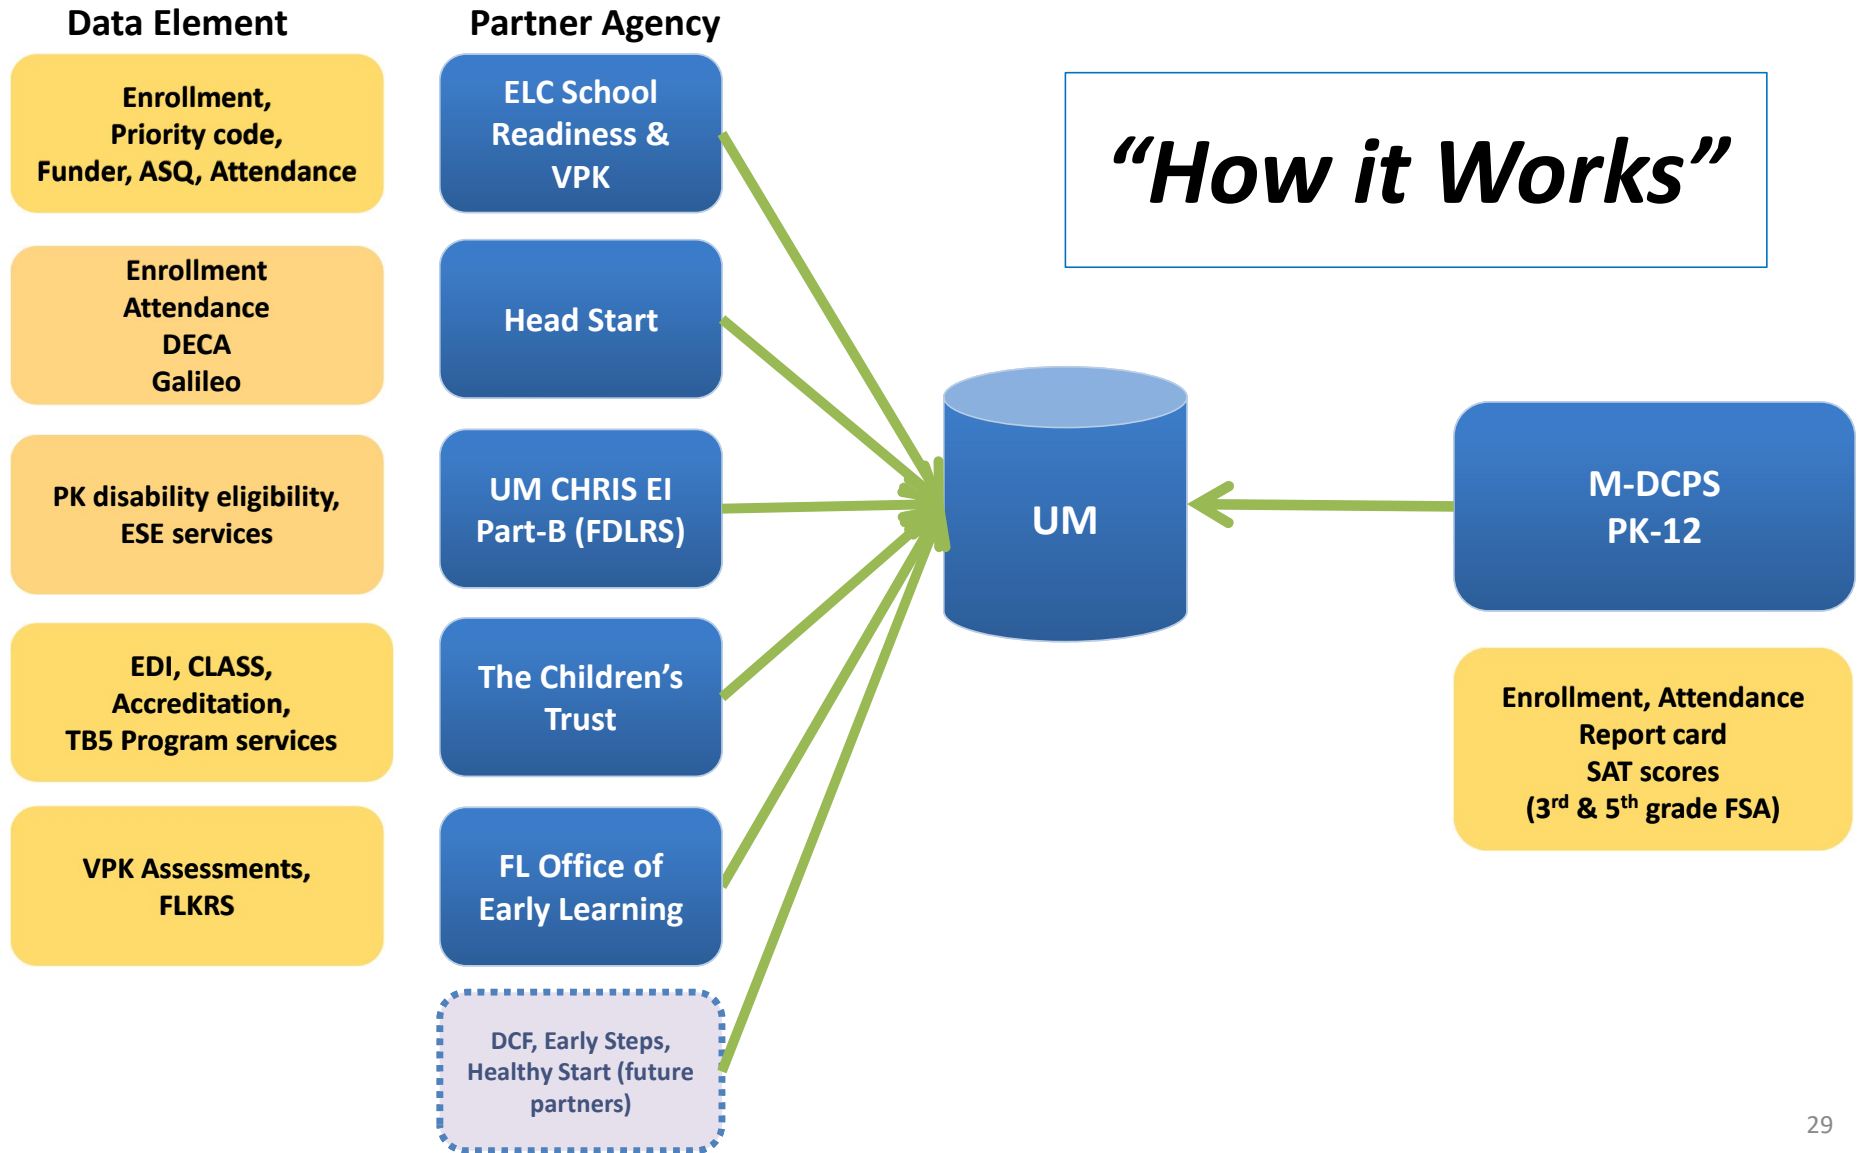 Data Element
Partner Agency
Enrollment,
Priority code,
Funder, ASQ, Attendance
ELC School
Readiness &
VPK
“How it Works”
Enrollment
Attendance
DECA
Galileo
Head Start
PK disability eligibility,
ESE services
UM CHRIS EI
Part-B (FDLRS)
UM
M-DCPS
PK-12
EDI, CLASS,
Accreditation,
TB5 Program services
The Children’s
Trust
Enrollment, Attendance
Report card
SAT scores
(3rd & 5th grade FSA)
VPK Assessments,
FLKRS
FL Office of
Early Learning
DCF, Early Steps,
Healthy Start (future
partners)
29